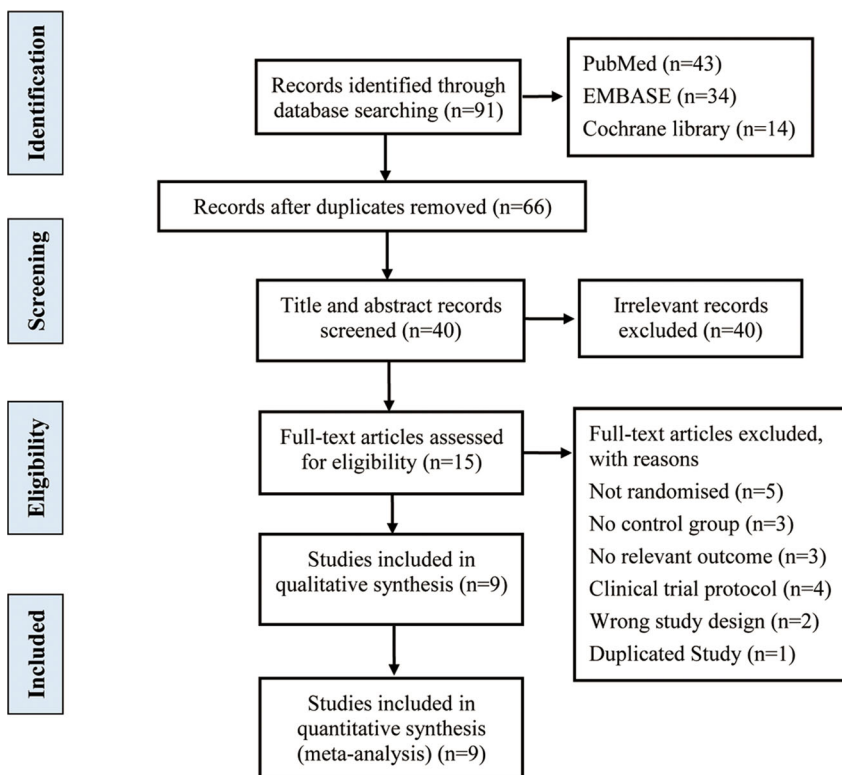 Identification
Records identified through
database searching (n=91)
PubMed (n=43)
EMBASE (n=34)
Cochrane library (n=14)
Records after duplicates removed (n=66)
Screening
Title and abstract records
screened (n=40)
Irrelevant records
excluded (n=40)
Eligibility
Full-text articles assessed
for eligibility (n=15)
Full-text articles excluded,
with reasons
Not randomised (n=5)
No control group (n=3)
No relevant outcome (n=3)
Clinical trial protocol (n=4)
Wrong study design (n=2)
Duplicated Study (n=1)
Studies included in
qualitative synthesis (n=9)
Included
Studies included in
quantitative synthesis
(meta-analysis) (n=9)